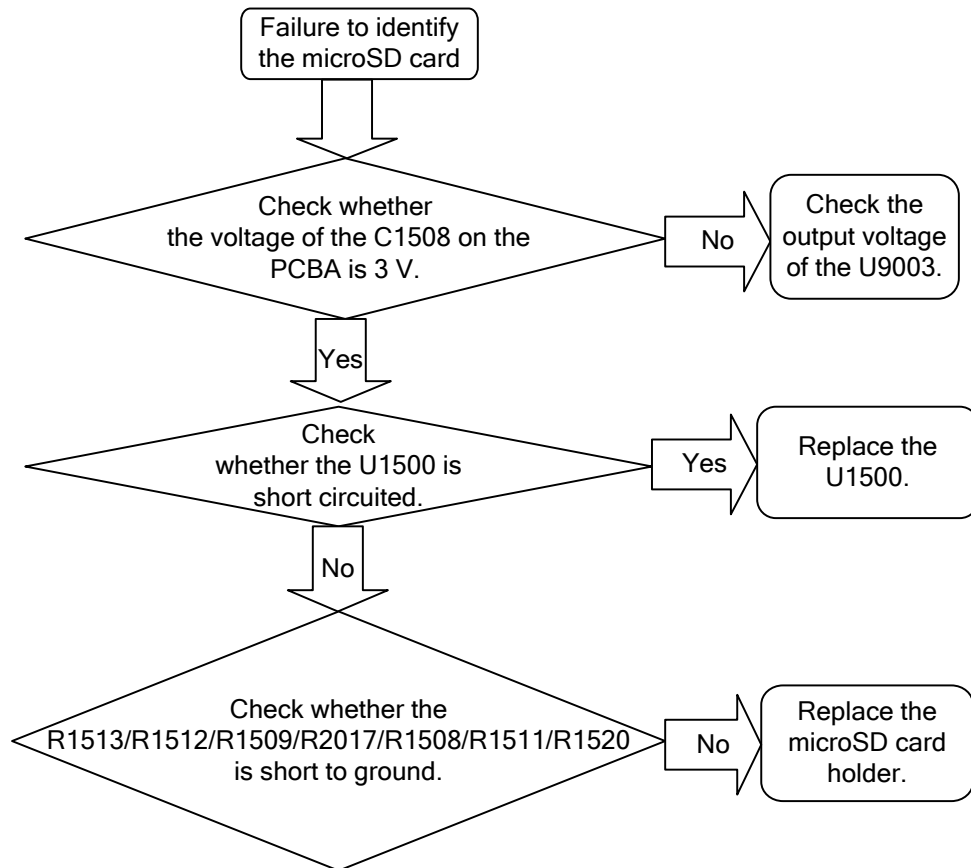 Failure to identify
the microSD card
Check whether
the voltage of the C1508 on the
PCBA is 3 V.
No
Check the
output voltage
of the U9003.
Yes
Check
whether the U1500 is
short circuited.
Yes
Replace the
U1500.
No
Check whether the
R1513/R1512/R1509/R2017/R1508/R1511/R1520
is short to ground.
No
Replace the
microSD card
holder.